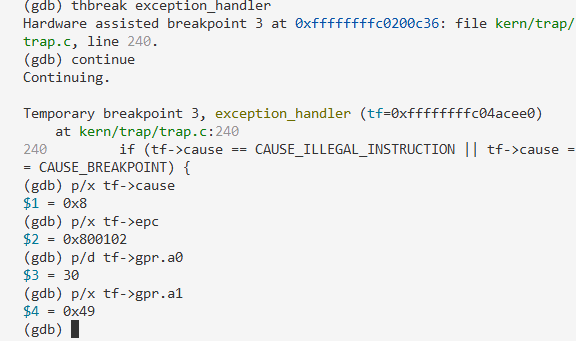 (gdb) thbreak exception_handler
Hardware assisted breakpoint 3 at 0xffffffffc0200c36: file kern/trap/
trap.c, line 240.
(gdb) continue
Continuing.

Temporary breakpoint 3, exception_handler (tf=0xffffffffc04acee0)
    at kern/trap/trap.c:240
240         if (tf->cause == CAUSE_ILLEGAL_INSTRUCTION || tf->cause =
= CAUSE_BREAKPOINT) {
(gdb) p/x tf->cause
$1 = 0x8
(gdb) p/x tf->epc
$2 = 0x800102
(gdb) p/d tf->gpr.a0
$3 = 30
(gdb) p/x tf->gpr.a1
$4 = 0x49
(gdb)